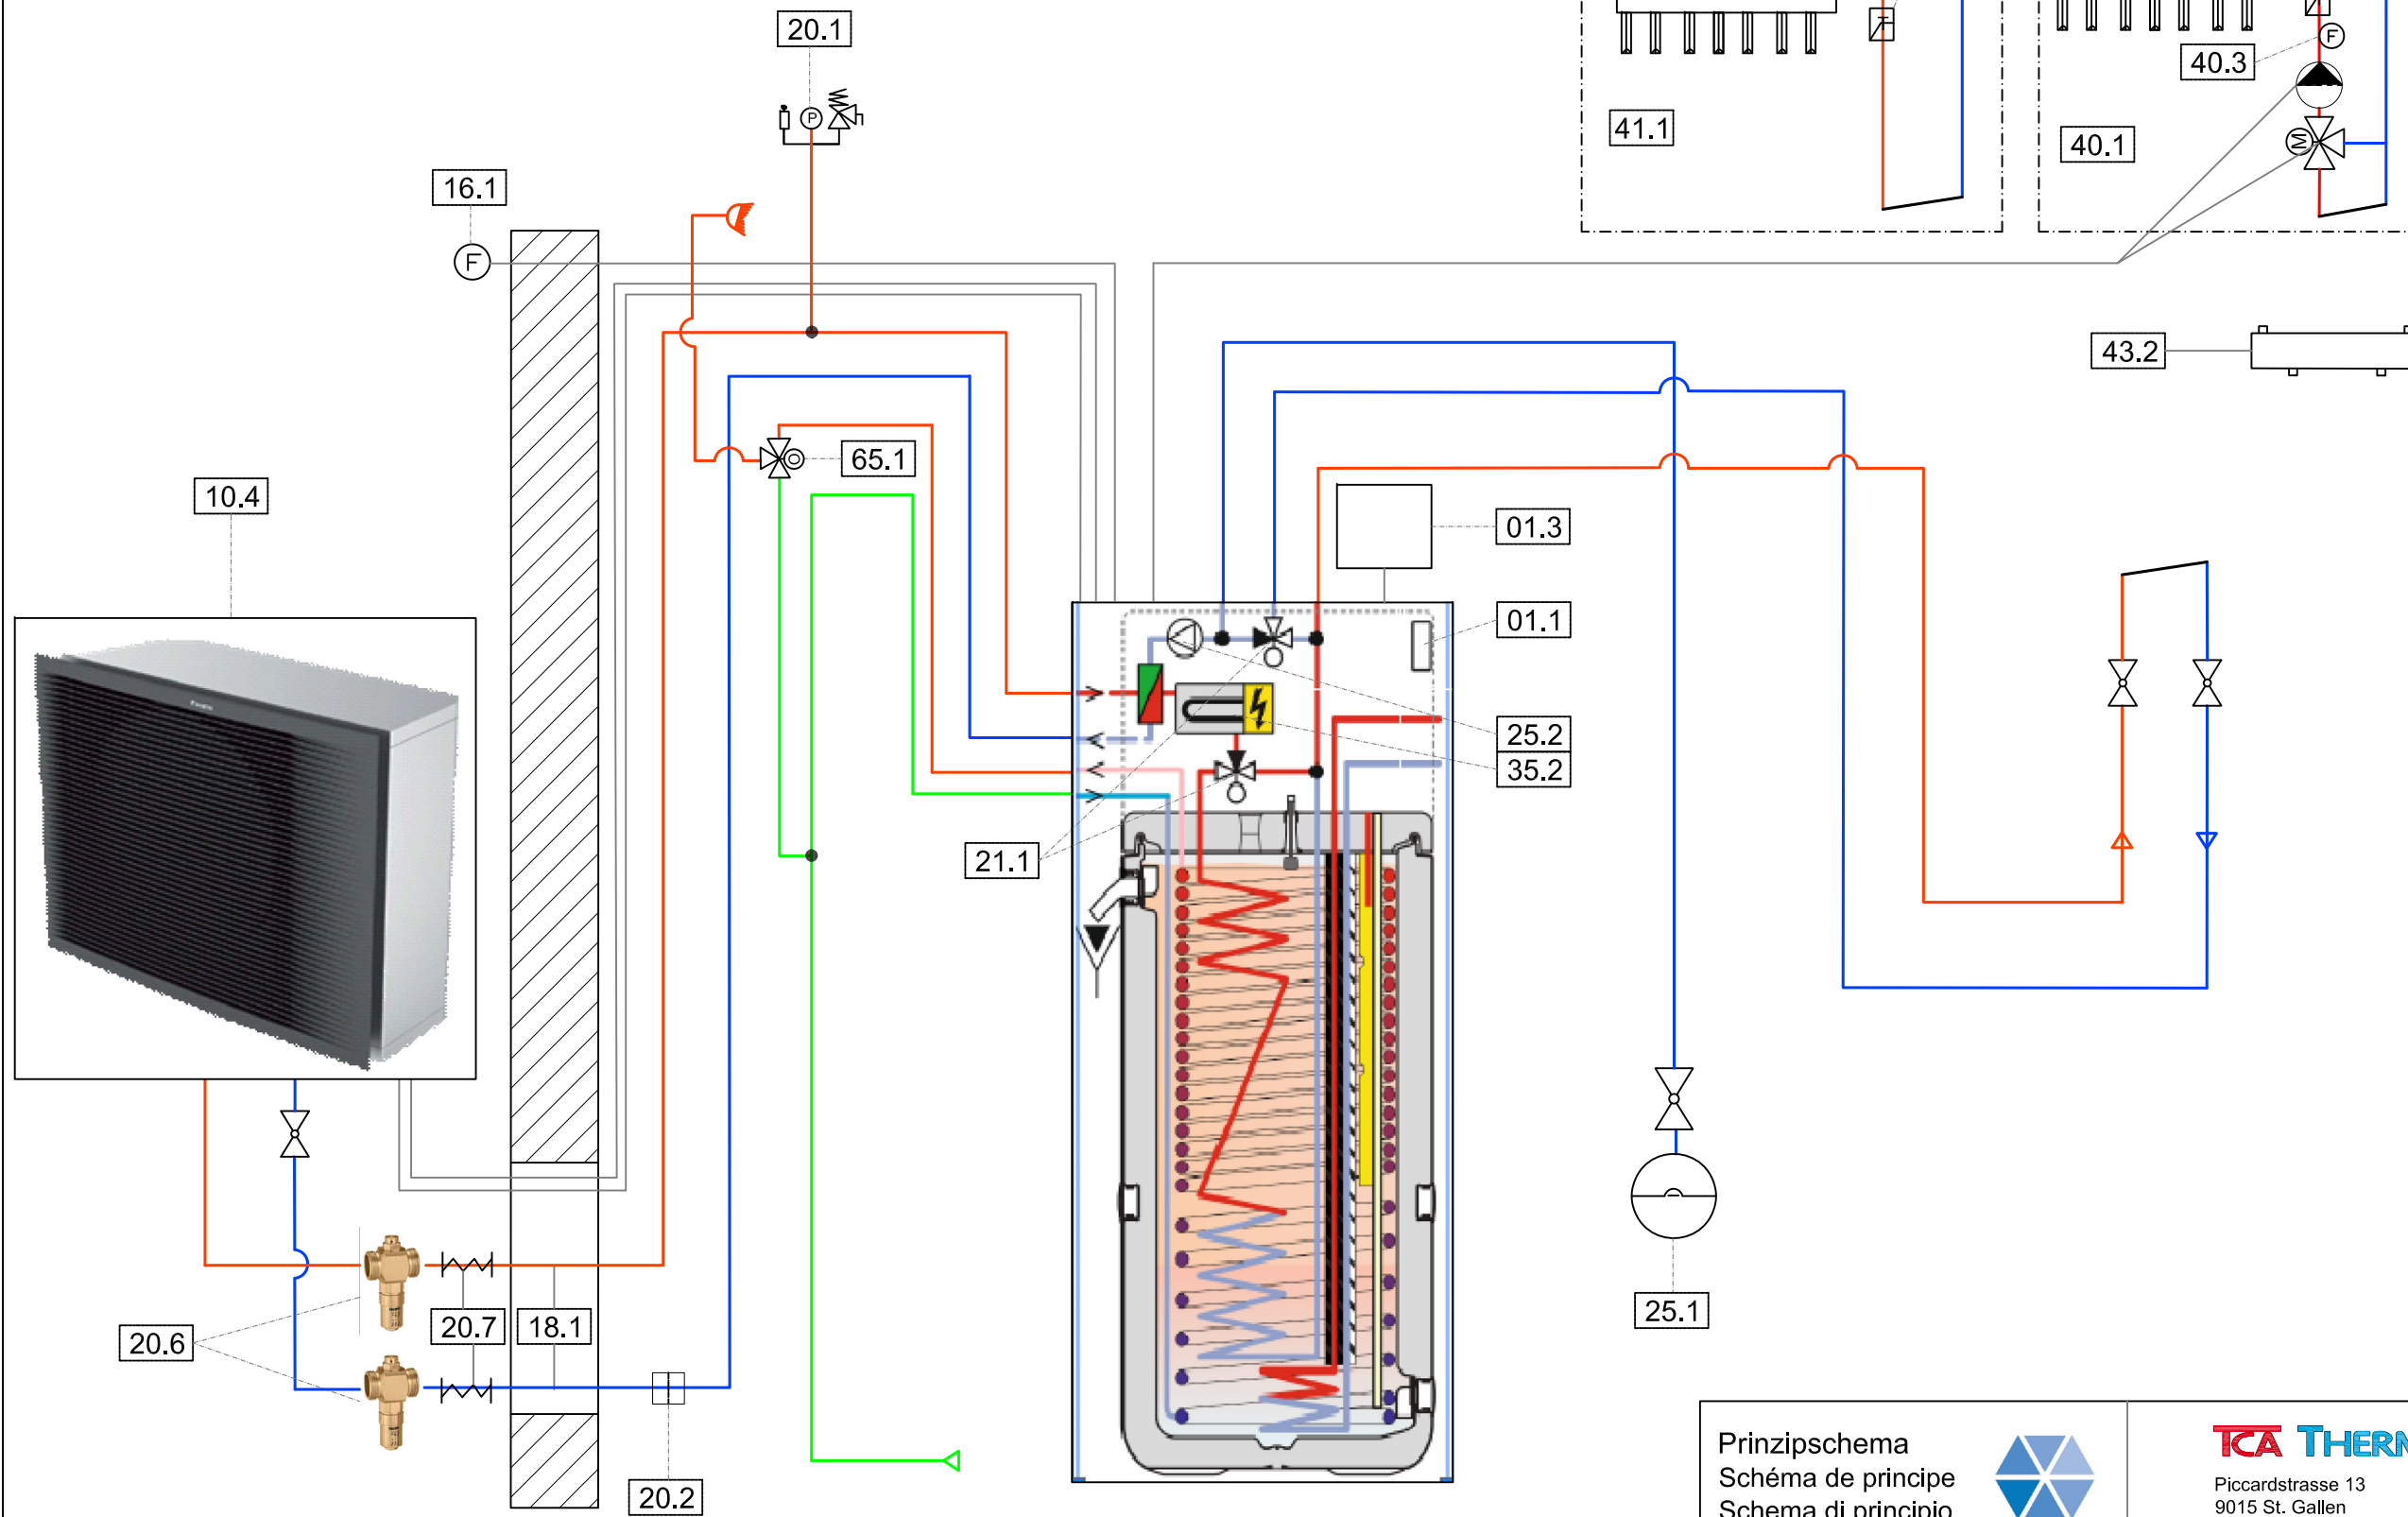 20.1
P
16.1
F
41.1
40.3
F
40.1
M
43.2
65.1
10.4
01.3
01.1
25.2
35.2
21.1
20.6
20.7
18.1
25.1
20.2
Prinzipschema
Schéma de principe
Schema di principio
TCA THERM
Piccardstrasse 13
9015 St. Gallen